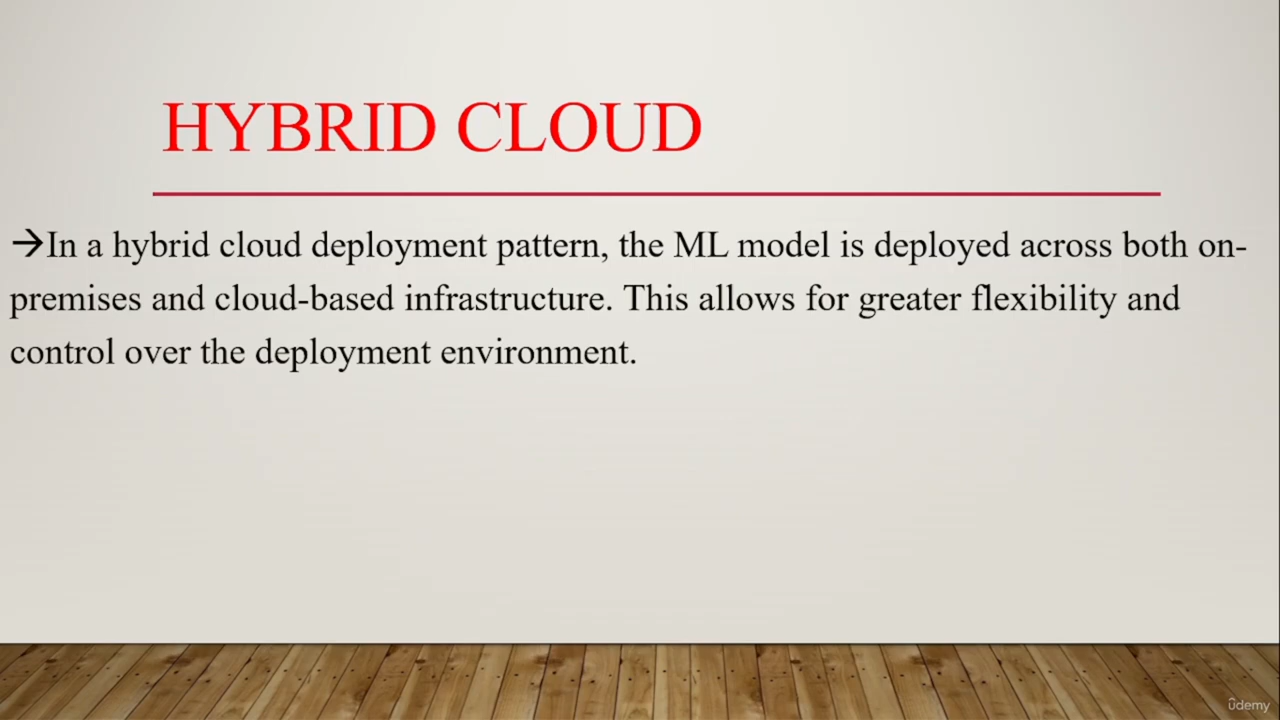 HYBRID CLOUD
→In a hybrid cloud deployment pattern, the ML model is deployed across both on-
premises and cloud-based infrastructure. This allows for greater flexibility and
control over the deployment environment.
udemy